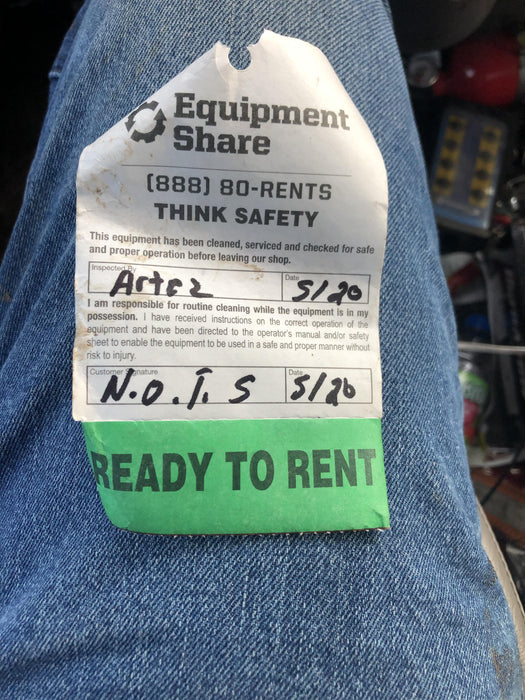 Equipment
Share
(888) 80-RENTS
THINK SAFETY
This equipment has been cleaned, serviced and checked for safe
and proper operation before leaving our shop.
Inspected By Date
Artez 5/20
I am responsible for routine cleaning while the equipment is in my
possession. I have received instructions on the correct operation of the
equipment and have been directed to the operator's manual and/or safety
sheet to enable the equipment to be used in a safe and proper manner without
risk to injury.
Customer Signature Date
N.O.T.S 5/20
READY TO RENT